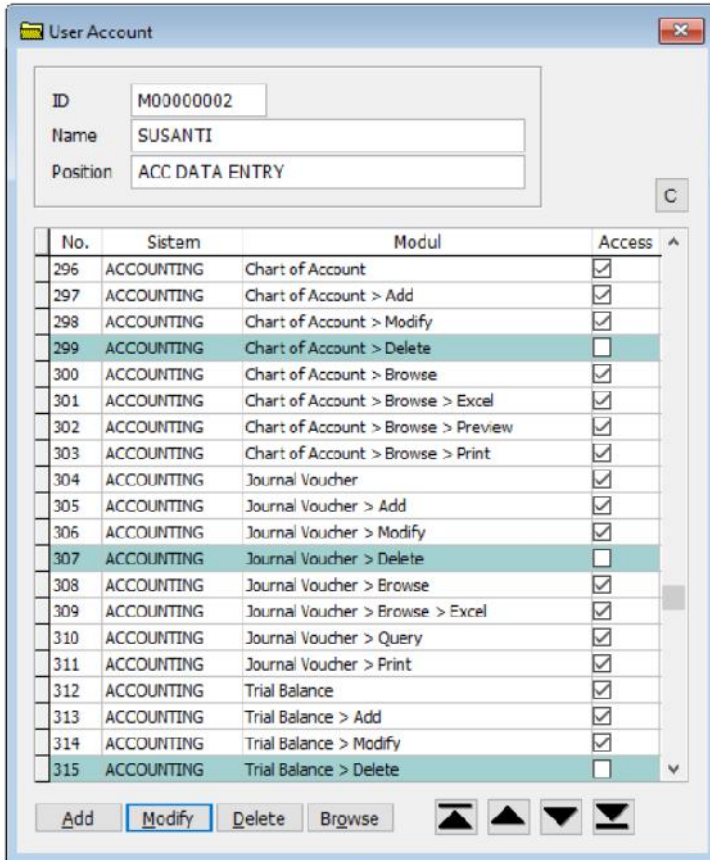 User Account
ID M00000002
Name SUSANTI
Position ACC DATA ENTRY
C
No. Sistem Modul Access
296 ACCOUNTING Chart of Account
297 ACCOUNTING Chart of Account > Add
298 ACCOUNTING Chart of Account > Modify
299 ACCOUNTING Chart of Account > Delete
300 ACCOUNTING Chart of Account > Browse
301 ACCOUNTING Chart of Account > Browse > Excel
302 ACCOUNTING Chart of Account > Browse > Preview
303 ACCOUNTING Chart of Account > Browse > Print
304 ACCOUNTING Journal Voucher
305 ACCOUNTING Journal Voucher > Add
306 ACCOUNTING Journal Voucher > Modify
307 ACCOUNTING Journal Voucher > Delete
308 ACCOUNTING Journal Voucher > Browse
309 ACCOUNTING Journal Voucher > Browse > Excel
310 ACCOUNTING Journal Voucher > Query
311 ACCOUNTING Journal Voucher > Print
312 ACCOUNTING Trial Balance
313 ACCOUNTING Trial Balance > Add
314 ACCOUNTING Trial Balance > Modify
315 ACCOUNTING Trial Balance > Delete
Add Modify Delete Browse